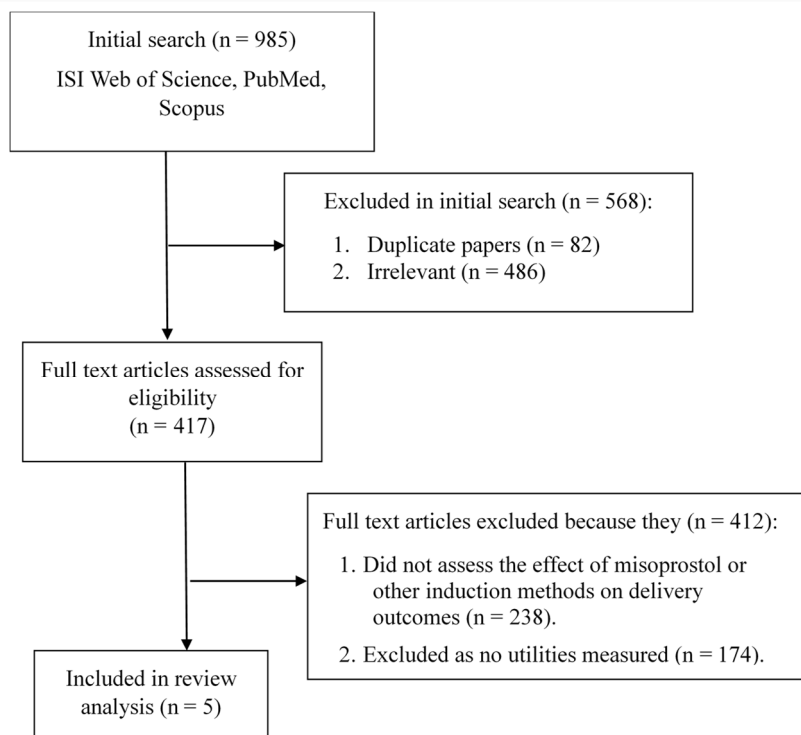 Initial search (n = 985)
ISI Web of Science, PubMed,
Scopus
Excluded in initial search (n = 568):
1. Duplicate papers (n = 82)
2. Irrelevant (n = 486)
Full text articles assessed for
eligibility
(n = 417)
Full text articles excluded because they (n = 412):
1. Did not assess the effect of misoprostol or
other induction methods on delivery
outcomes (n = 238).
2. Excluded as no utilities measured (n = 174).
Included in review
analysis (n = 5)